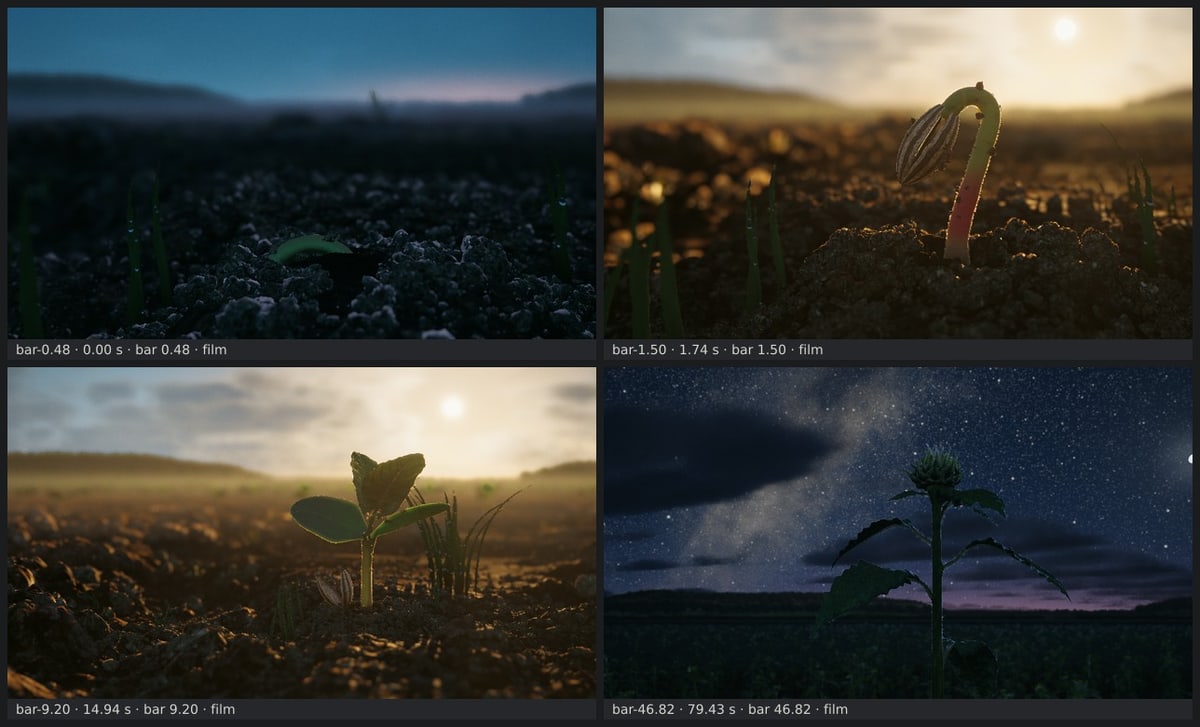 bar-0.48 · 0.00 s · bar 0.48 · film
bar-1.50 · 1.74 s · bar 1.50 · film
bar-9.20 · 14.94 s · bar 9.20 · film
bar-46.82 · 79.43 s · bar 46.82 · film